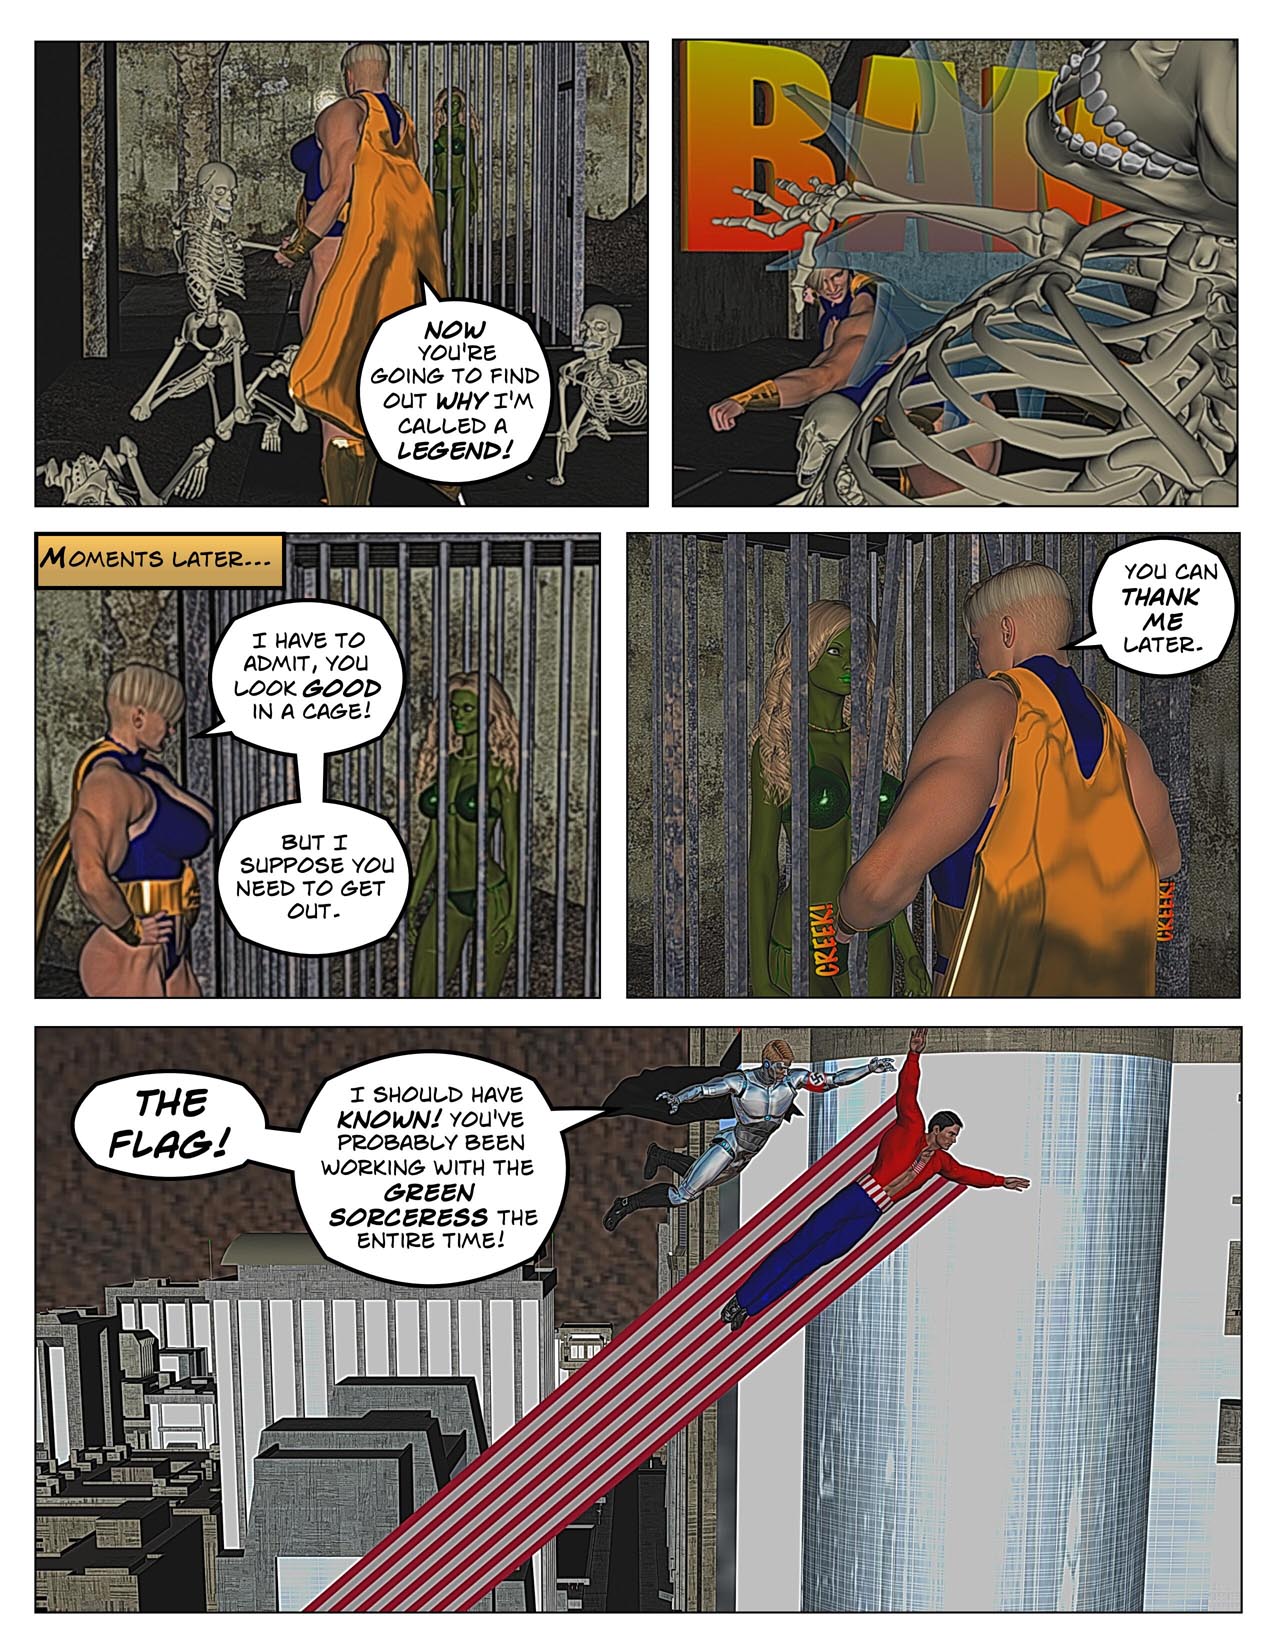 NOW
YOU'RE
GOING TO FIND
OUT WHY I'M
CALLED A
LEGEND!
BAM
MOMENTS LATER...
I HAVE TO
ADMIT, YOU
LOOK GOOD
IN A CAGE!
BUT I
SUPPOSE YOU
NEED TO GET
OUT.
YOU CAN
THANK
ME
LATER.
CREEK!
CREEK!
THE
FLAG!
I SHOULD HAVE
KNOWN! YOU'VE
PROBABLY BEEN
WORKING WITH THE
GREEN
SORCERESS THE
ENTIRE TIME!